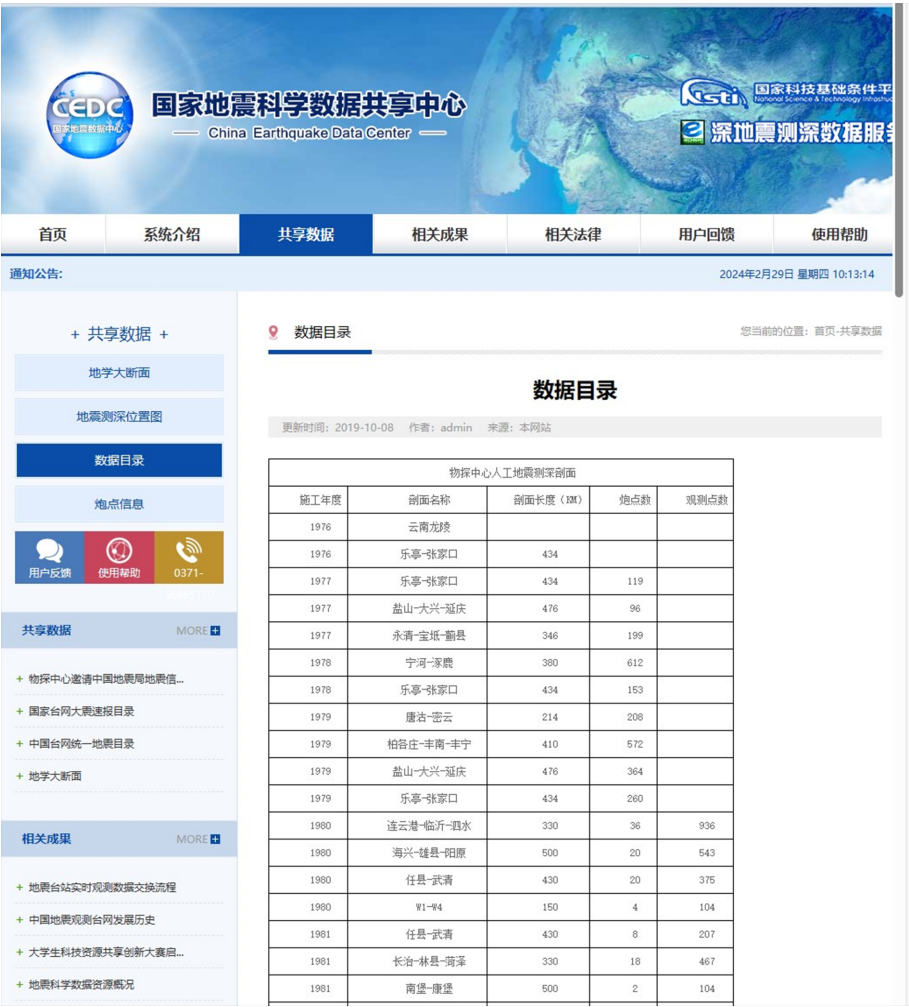 CEDC
国家地震数据中心
国家地震科学数据共享中心
China Earthquake Data Center
国家科技基础条件平
National Science & Technology Infrastruc
深地震测深数据服务
首页 系统介绍 共享数据 相关成果 相关法律 用户回馈 使用帮助
通知公告: 2024年2月29日 星期四 10:13:14
+ 共享数据 +
地学大断面
地震测深位置图
数据目录
炮点信息
用户反馈 使用帮助 0371-
共享数据 MORE
+ 物探中心邀请中国地震局地震信...
+ 国家台网大震速报目录
+ 中国台网统一地震目录
+ 地学大断面
相关成果 MORE
+ 地震台站实时观测数据交换流程
+ 中国地震观测台网发展历史
+ 大学生科技资源共享创新大赛启...
+ 地震科学数据资源概况
数据目录 您当前的位置：首页-共享数据
数据目录
更新时间：2019-10-08 作者：admin 来源：本网站
物探中心人工地震测深剖面
施工年度 剖面名称 剖面长度（KM） 炮点数 观测点数
1976 云南龙陵
1976 乐亭-张家口 434
1977 乐亭-张家口 434 119
1977 盐山-大兴-延庆 476 96
1977 永清-宝坻-蓟县 346 199
1978 宁河-涿鹿 380 612
1978 乐亭-张家口 434 153
1979 唐沽-密云 214 208
1979 柏各庄-丰南-丰宁 410 572
1979 盐山-大兴-延庆 476 364
1979 乐亭-张家口 434 260
1980 连云港-临沂-泗水 330 36 936
1980 海兴-雄县-阳原 500 20 543
1980 任县-武清 430 20 375
1980 W1-W4 150 4 104
1981 任县-武清 430 8 207
1981 长治-林县-菏泽 330 18 467
1981 南堡-康堡 500 2 104